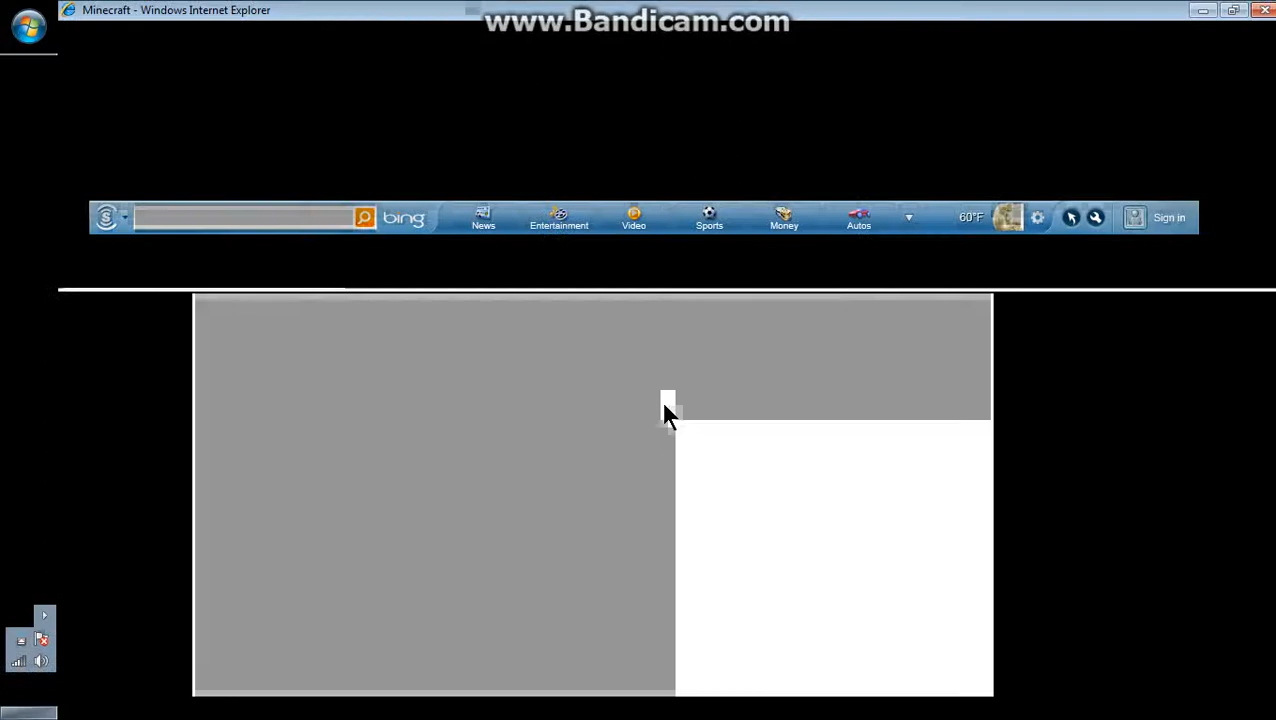 Minecraft - Windows Internet Explorer
www.Bandicam.com
bing
News
Entertainment
Video
Sports
Money
Autos
60°F
Sign in